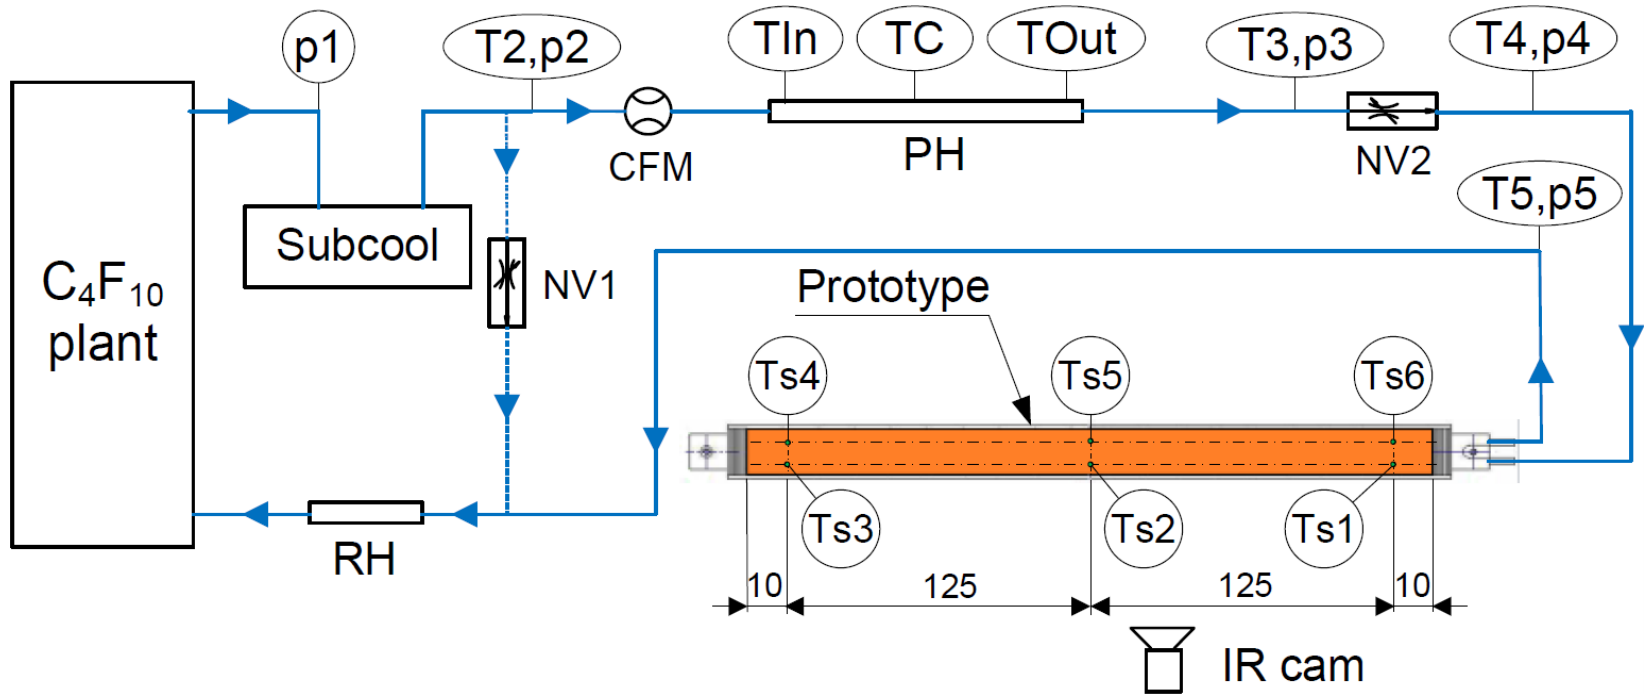 p1
T2,p2
TIn
TC
TOut
T3,p3
T4,p4
CFM
PH
NV2
T5,p5
Subcool
C₄F₁₀
plant
NV1
Prototype
Ts4
Ts5
Ts6
Ts3
Ts2
Ts1
RH
10
125
125
10
IR cam